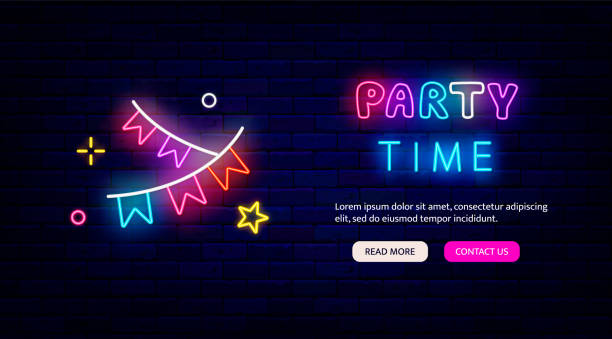 PARTY
TIME
Lorem ipsum dolor sit amet, consectetur adipiscing
elit, sed do eiusmod tempor incididunt.
READ MORE
CONTACT US